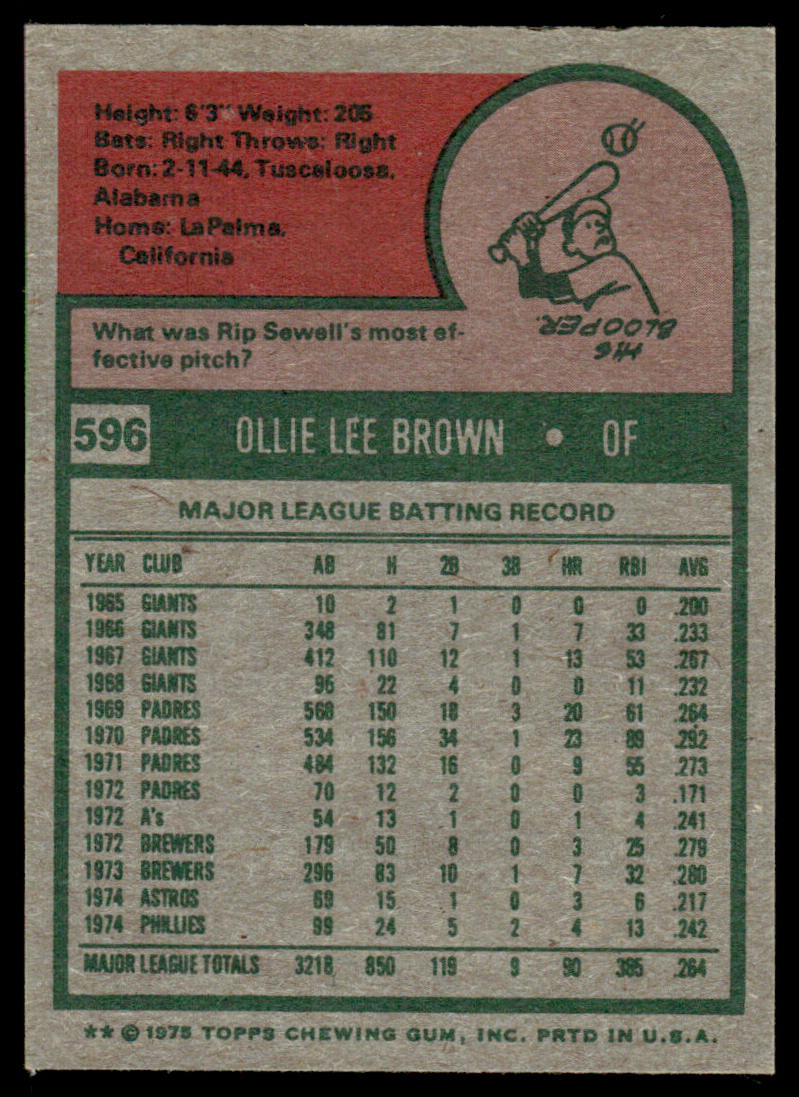 Height: 6'3" Weight: 205
Bats: Right Throws: Right
Born: 2-11-44, Tuscaloosa,
Alabama
Home: La Palma,
California
What was Rip Sewell's most ef-
fective pitch?
HIS
BLOOPER.
596 OLLIE LEE BROWN • OF
MAJOR LEAGUE BATTING RECORD
YEAR CLUB AB H 2B 3B HR RBI AVG
1965 GIANTS 10 2 1 0 0 0 .200
1966 GIANTS 348 81 7 1 7 33 .233
1967 GIANTS 412 110 12 1 13 53 .267
1968 GIANTS 95 22 4 0 0 11 .232
1969 PADRES 568 150 18 3 20 61 .264
1970 PADRES 534 156 34 1 23 89 .292
1971 PADRES 484 132 16 0 9 55 .273
1972 PADRES 70 12 2 0 0 3 .171
1972 A's 54 13 1 0 1 4 .241
1972 BREWERS 179 50 8 0 3 25 .279
1973 BREWERS 296 83 10 1 7 32 .280
1974 ASTROS 69 15 1 0 3 6 .217
1974 PHILLIES 99 24 5 2 4 13 .242
MAJOR LEAGUE TOTALS 3218 850 119 9 90 385 .264
** © 1975 TOPPS CHEWING GUM, INC. PRTD IN U.S.A.